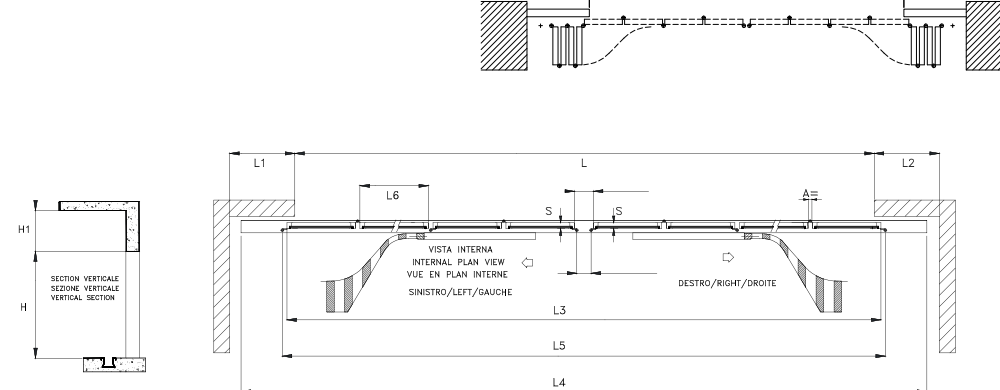 L1
L
L2
L6
A=
S
S
H1
VISTA INTERNA
INTERNAL PLAN VIEW
VUE EN PLAN INTERNE
SINISTRO/LEFT/GAUCHE
DESTRO/RIGHT/DROITE
SECTION VERTICALE
SEZIONE VERTICALE
VERTICAL SECTION
H
L3
L5
L4